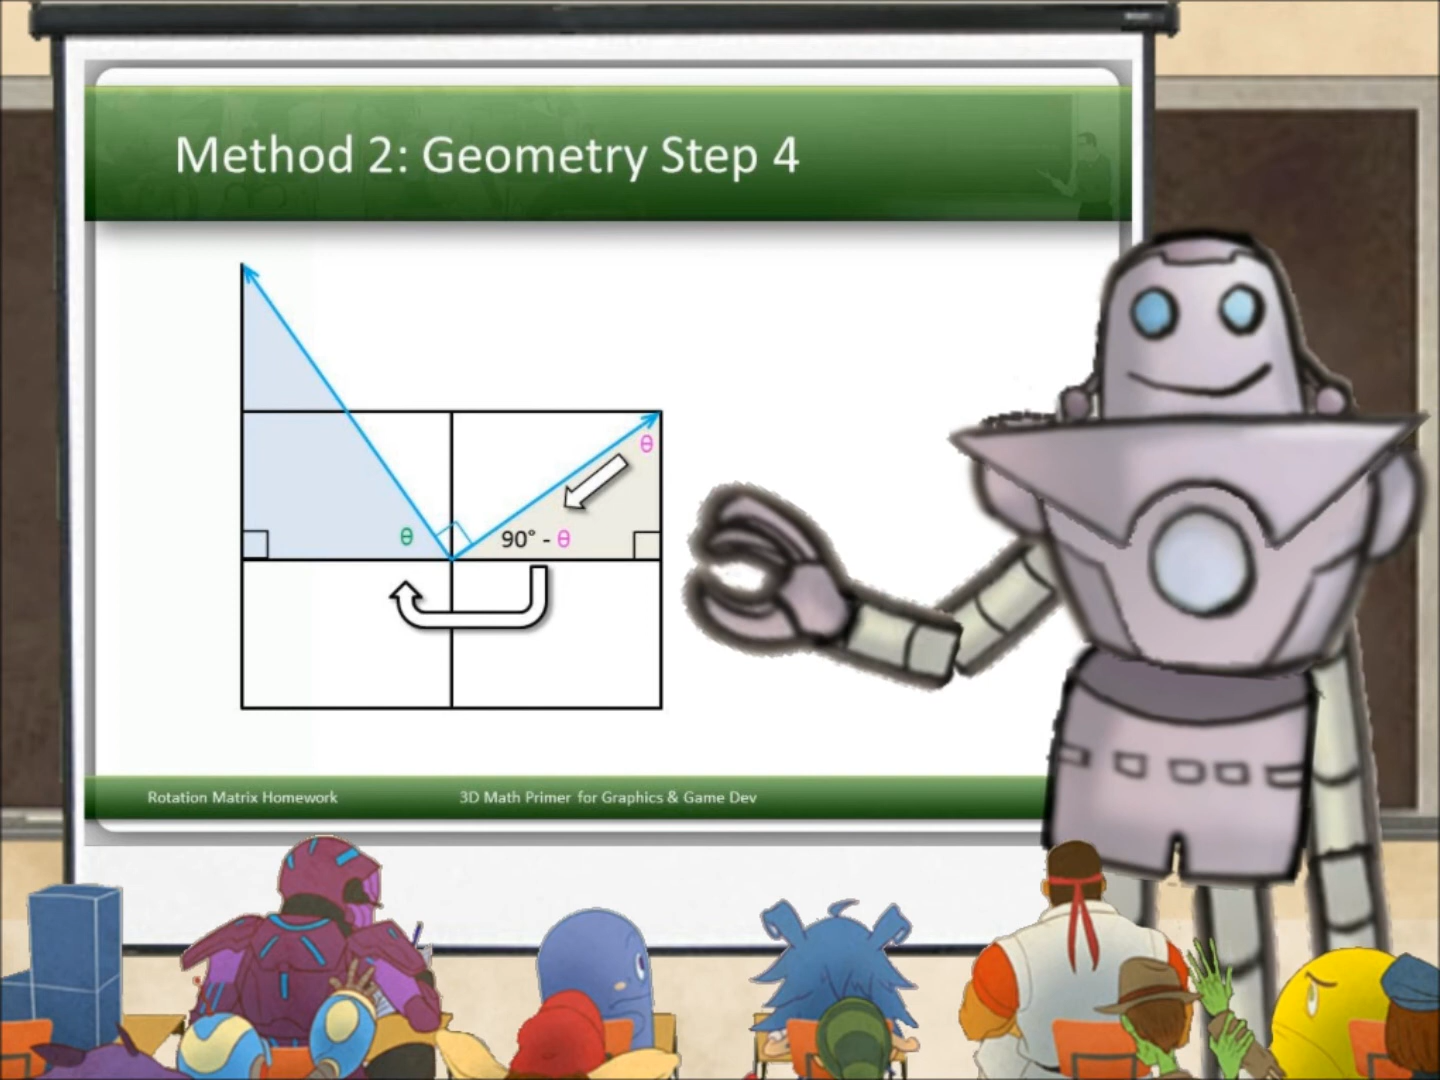 Method 2: Geometry Step 4
θ
θ
90° - θ
Rotation Matrix Homework
3D Math Primer for Graphics & Game Dev